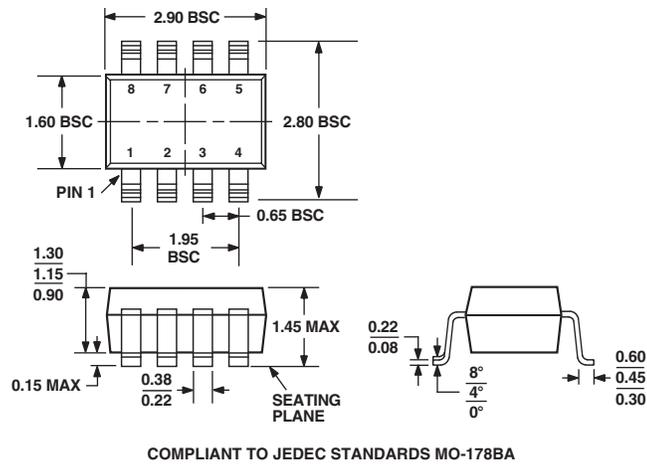 2.90 BSC
8 7 6 5
1.60 BSC
2.80 BSC
1 2 3 4
PIN 1
0.65 BSC
1.95
BSC
1.30
1.15
0.90
1.45 MAX
0.15 MAX
0.38
0.22
SEATING
PLANE
0.22
0.08
8°
4°
0°
0.60
0.45
0.30
COMPLIANT TO JEDEC STANDARDS MO-178BA